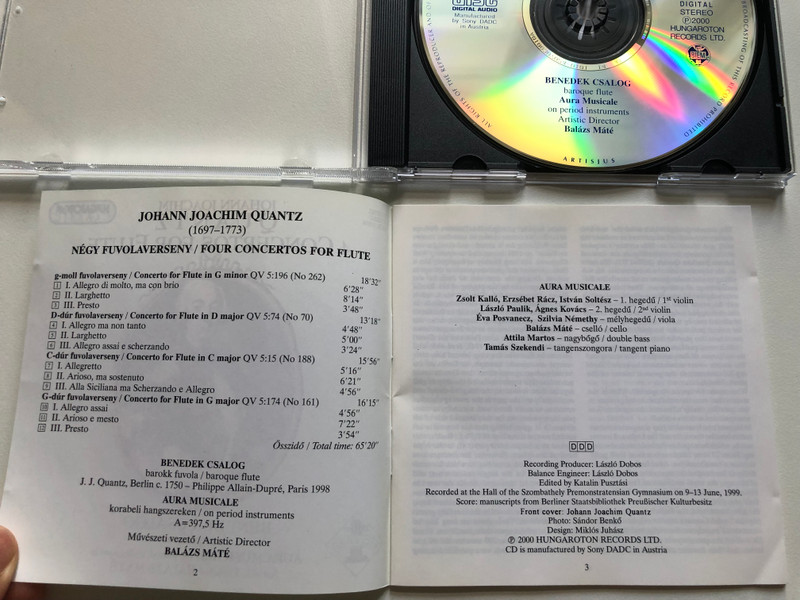 DIGITAL AUDIO
Manufactured
by Sony DADC
in Austria
DIGITAL
STEREO
℗2000
HUNGAROTON
RECORDS LTD.
BENEDEK CSALOG
baroque flute
Aura Musicale
on period instruments
Artistic Director
Balázs Máté
ARTISJUS
ALL RIGHTS OF THE PRODUCER AND OF
BROADCASTING OF THIS RECORD PROHIBITED
JOHANN JOACHIM QUANTZ
(1697–1773)
NÉGY FUVOLAVERSENY / FOUR CONCERTOS FOR FLUTE
g-moll fuvolaverseny / Concerto for Flute in G minor QV 5:196 (No 262) 18'32"
1 I. Allegro di molto, ma con brio 6'28"
2 II. Larghetto 8'14"
3 III. Presto 3'48"
D-dúr fuvolaverseny / Concerto for Flute in D major QV 5:74 (No 70) 13'18"
4 I. Allegro ma non tanto 4'48"
5 II. Larghetto 5'00"
6 III. Allegro assai e scherzando 3'24"
C-dúr fuvolaverseny / Concerto for Flute in C major QV 5:15 (No 188) 15'56"
7 I. Allegretto 5'16"
8 II. Arioso, ma sostenuto 6'21"
9 III. Alla Siciliana ma Scherzando e Allegro 4'56"
G-dúr fuvolaverseny / Concerto for Flute in G major QV 5:174 (No 161) 16'15"
10 I. Allegro assai 4'56"
11 II. Arioso e mesto 7'22"
12 III. Presto 3'54"
Összidő / Total time: 65'20"
BENEDEK CSALOG
barokk fuvola / baroque flute
J. J. Quantz, Berlin c. 1750 – Philippe Allain-Dupré, Paris 1998
AURA MUSICALE
korabeli hangszereken / on period instruments
A=397,5 Hz
Művészeti vezető / Artistic Director
BALÁZS MÁTÉ
2
AURA MUSICALE
Zsolt Kalló, Erzsébet Rácz, István Soltész – 1. hegedű / 1st violin
László Paulik, Ágnes Kovács – 2. hegedű / 2nd violin
Éva Posvanecz, Szilvia Némethy – mélyhegedű / viola
Balázs Máté – cselló / cello
Attila Martos – nagybőgő / double bass
Tamás Szekendi – tangenszongora / tangent piano
DDD
Recording Producer: László Dobos
Balance Engineer: László Dobos
Edited by Katalin Pusztási
Recorded at the Hall of the Szombathely Premonstratensian Gymnasium on 9–13 June, 1999.
Score: manuscripts from Berliner Staatsbibliothek Preußischer Kulturbesitz
Front cover: Johann Joachim Quantz
Photo: Sándor Benkő
Design: Miklós Juhász
℗ 2000 HUNGAROTON RECORDS LTD.
CD is manufactured by Sony DADC in Austria
3